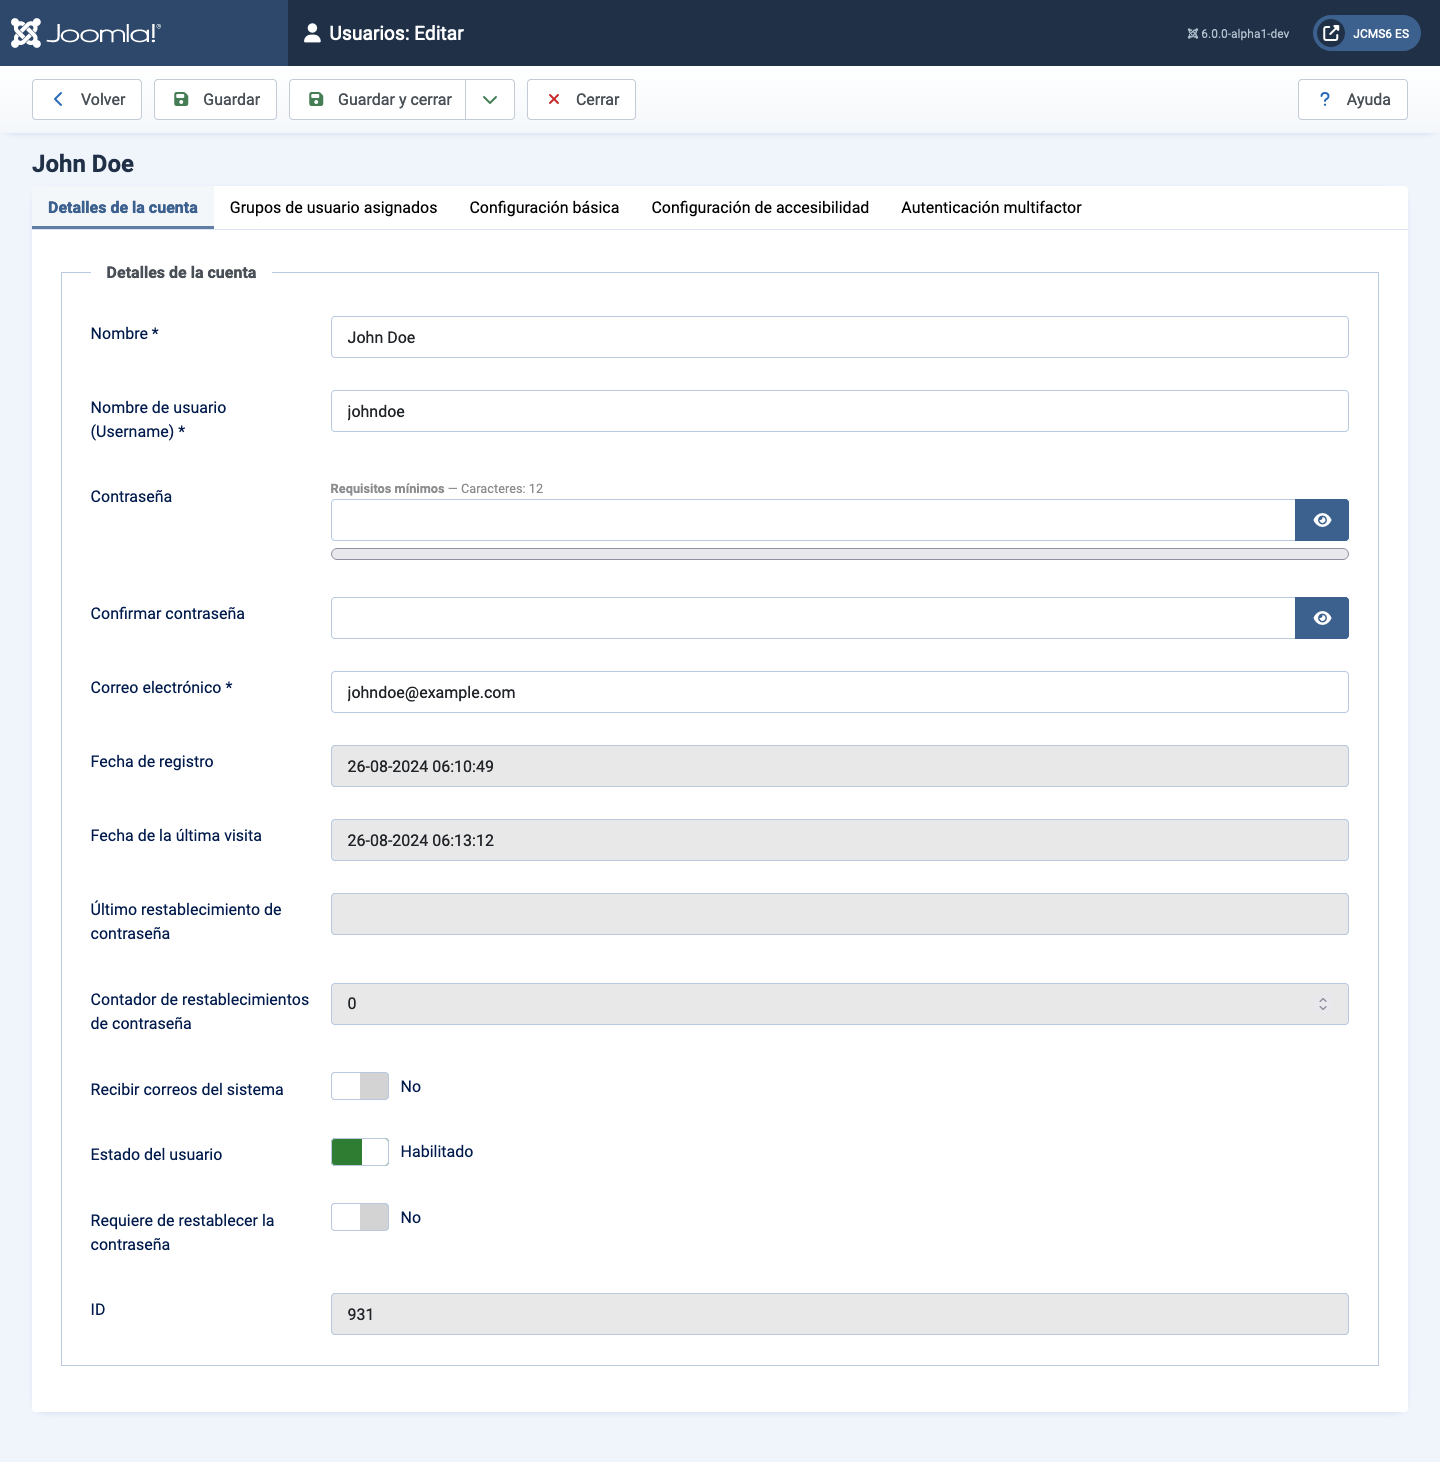 Joomla!®
Usuarios: Editar
6.0.0-alpha1-dev
JCMS6 ES
Volver
Guardar
Guardar y cerrar
Cerrar
? Ayuda
John Doe
Detalles de la cuenta
Grupos de usuario asignados
Configuración básica
Configuración de accesibilidad
Autenticación multifactor
Detalles de la cuenta
Nombre *
John Doe
Nombre de usuario
(Username) *
johndoe
Contraseña
Requisitos mínimos — Caracteres: 12
Confirmar contraseña
Correo electrónico *
johndoe@example.com
Fecha de registro
26-08-2024 06:10:49
Fecha de la última visita
26-08-2024 06:13:12
Último restablecimiento de
contraseña
Contador de restablecimientos
de contraseña
0
Recibir correos del sistema
No
Estado del usuario
Habilitado
Requiere de restablecer la
contraseña
No
ID
931